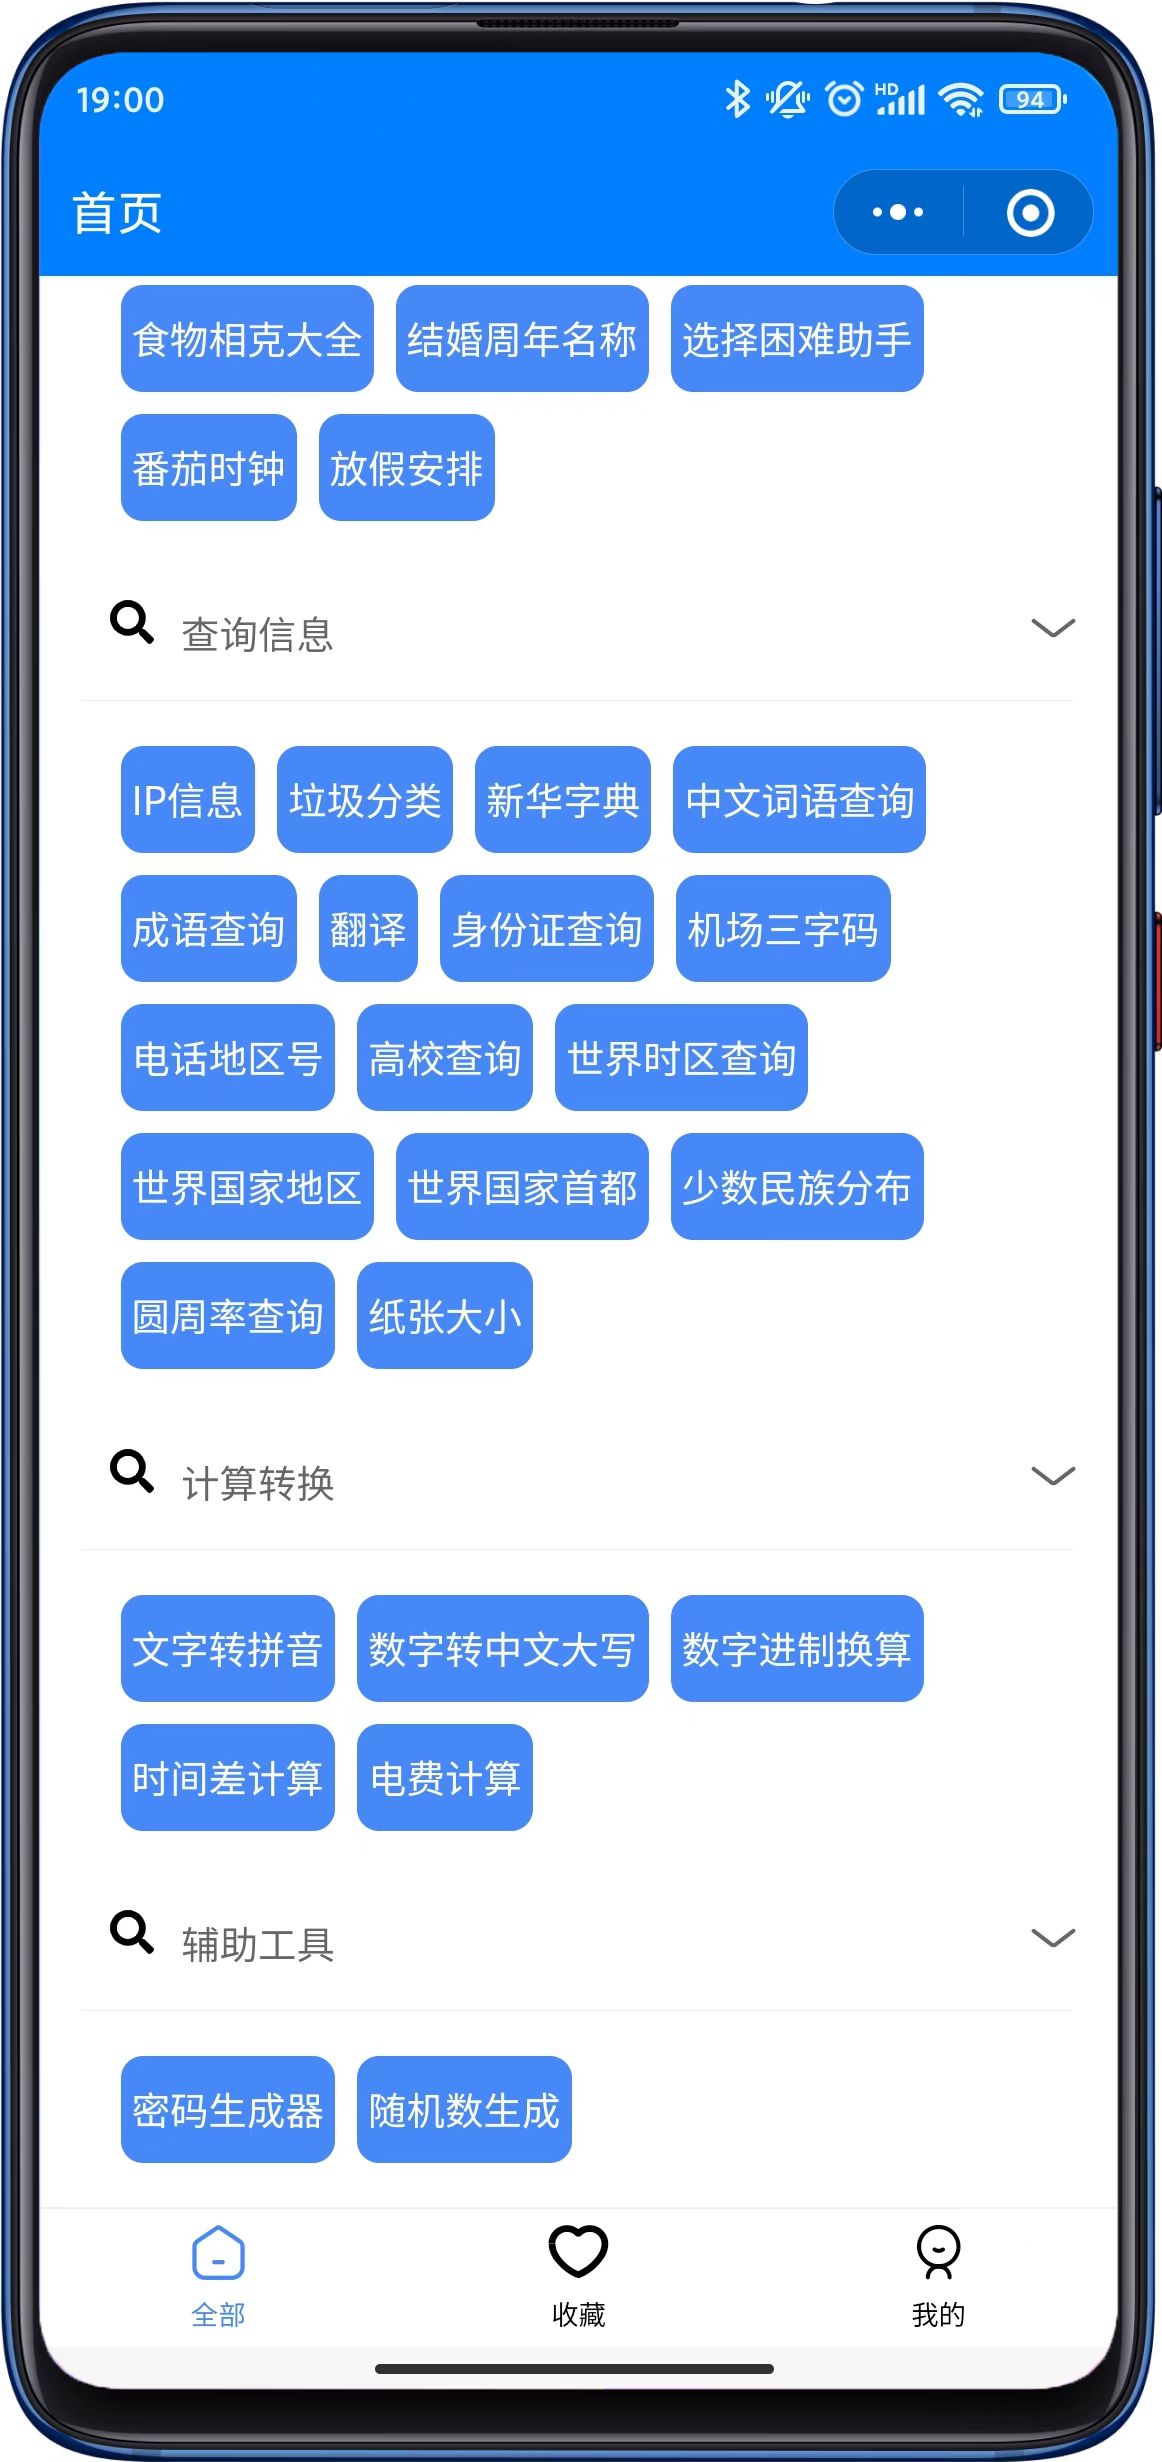 19:00 HD 94
首页
食物相克大全 结婚周年名称 选择困难助手
番茄时钟 放假安排
查询信息
IP信息 垃圾分类 新华字典 中文词语查询
成语查询 翻译 身份证查询 机场三字码
电话地区号 高校查询 世界时区查询
世界国家地区 世界国家首都 少数民族分布
圆周率查询 纸张大小
计算转换
文字转拼音 数字转中文大写 数字进制换算
时间差计算 电费计算
辅助工具
密码生成器 随机数生成
全部 收藏 我的